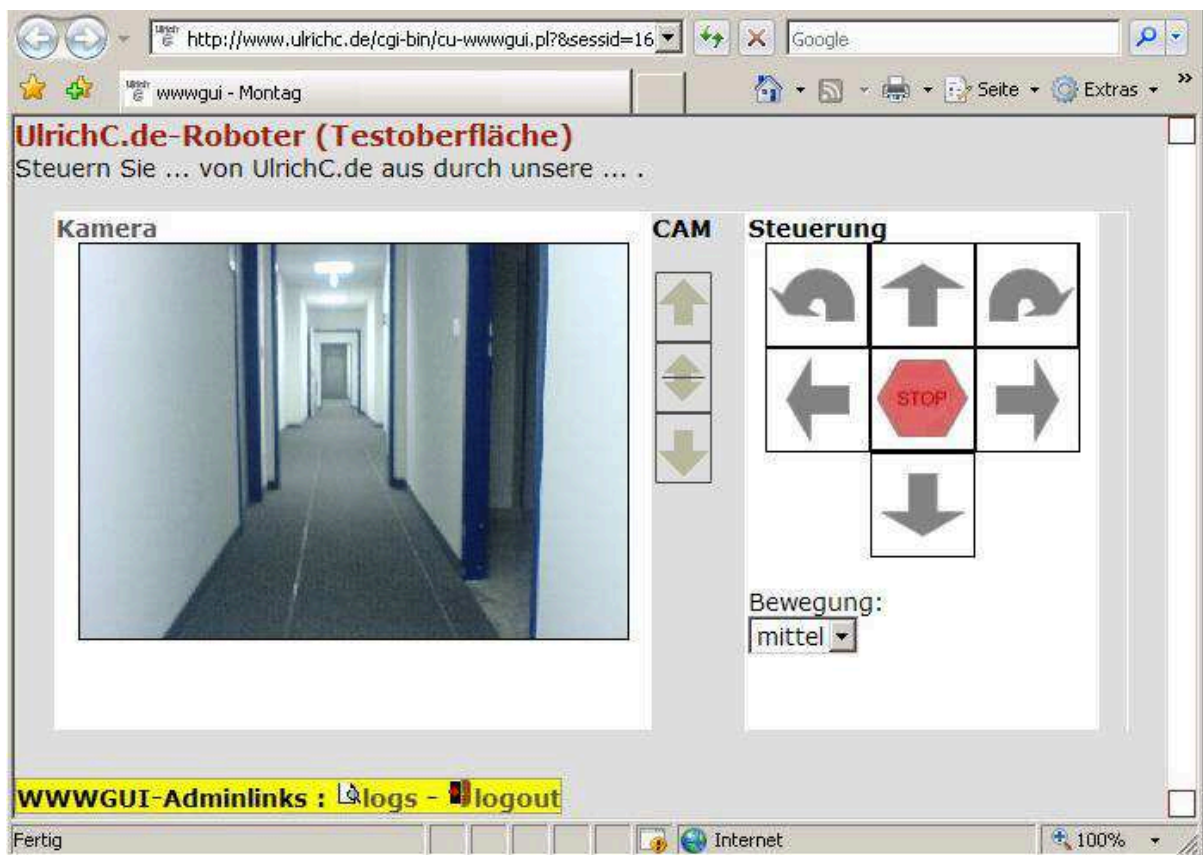 http://www.ulrichc.de/cgi-bin/cu-wwwgui.pl?&sessid=16
Google
wwwgui - Montag
Seite
Extras
»
UlrichC.de-Roboter (Testoberfläche)
Steuern Sie ... von UlrichC.de aus durch unsere ... .
Kamera
CAM
Steuerung
STOP
Bewegung:
mittel
WWWGUI-Adminlinks : logs - logout
Fertig
Internet
100%